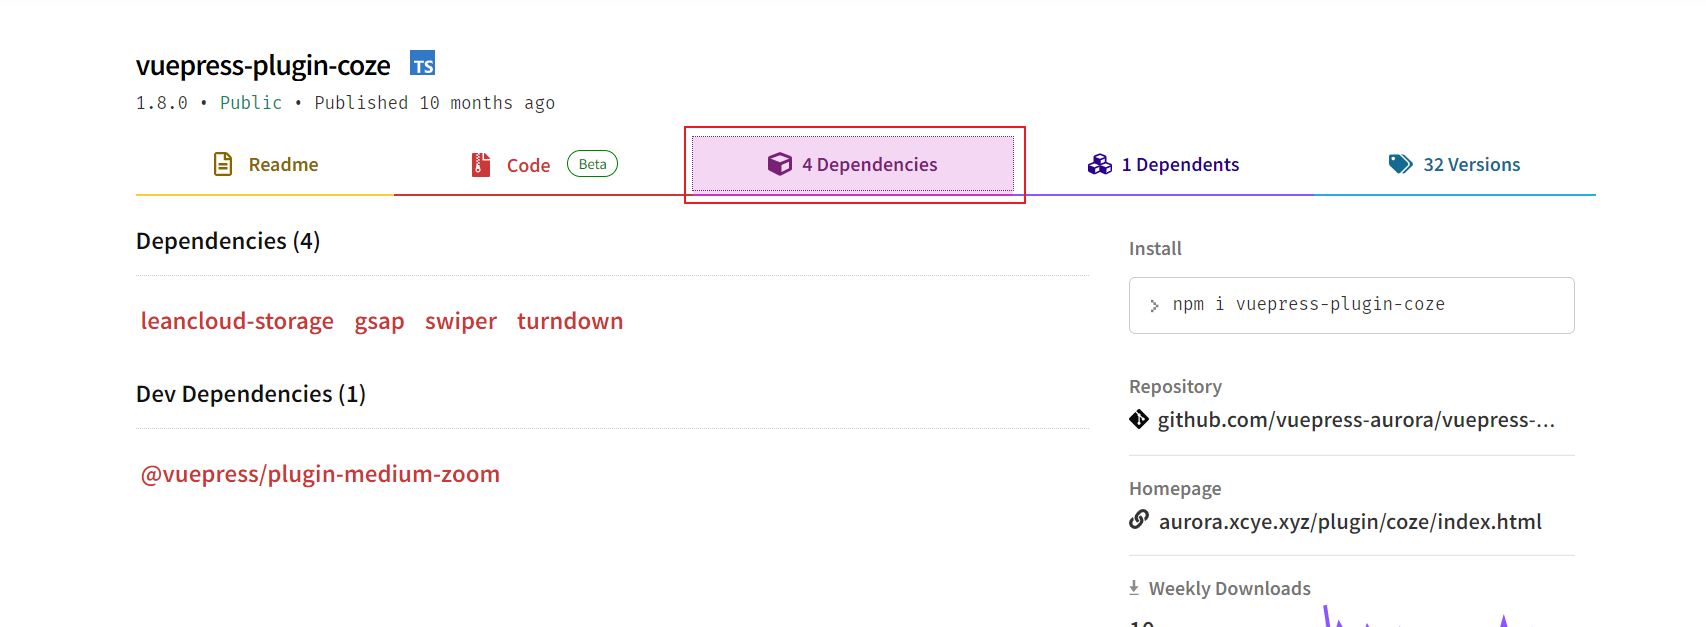 vuepress-plugin-coze TS
1.8.0 • Public • Published 10 months ago
Readme
Code Beta
4 Dependencies
1 Dependents
32 Versions
Dependencies (4)
leancloud-storage gsap swiper turndown
Dev Dependencies (1)
@vuepress/plugin-medium-zoom
Install
npm i vuepress-plugin-coze
Repository
github.com/vuepress-aurora/vuepress-...
Homepage
aurora.xcye.xyz/plugin/coze/index.html
Weekly Downloads